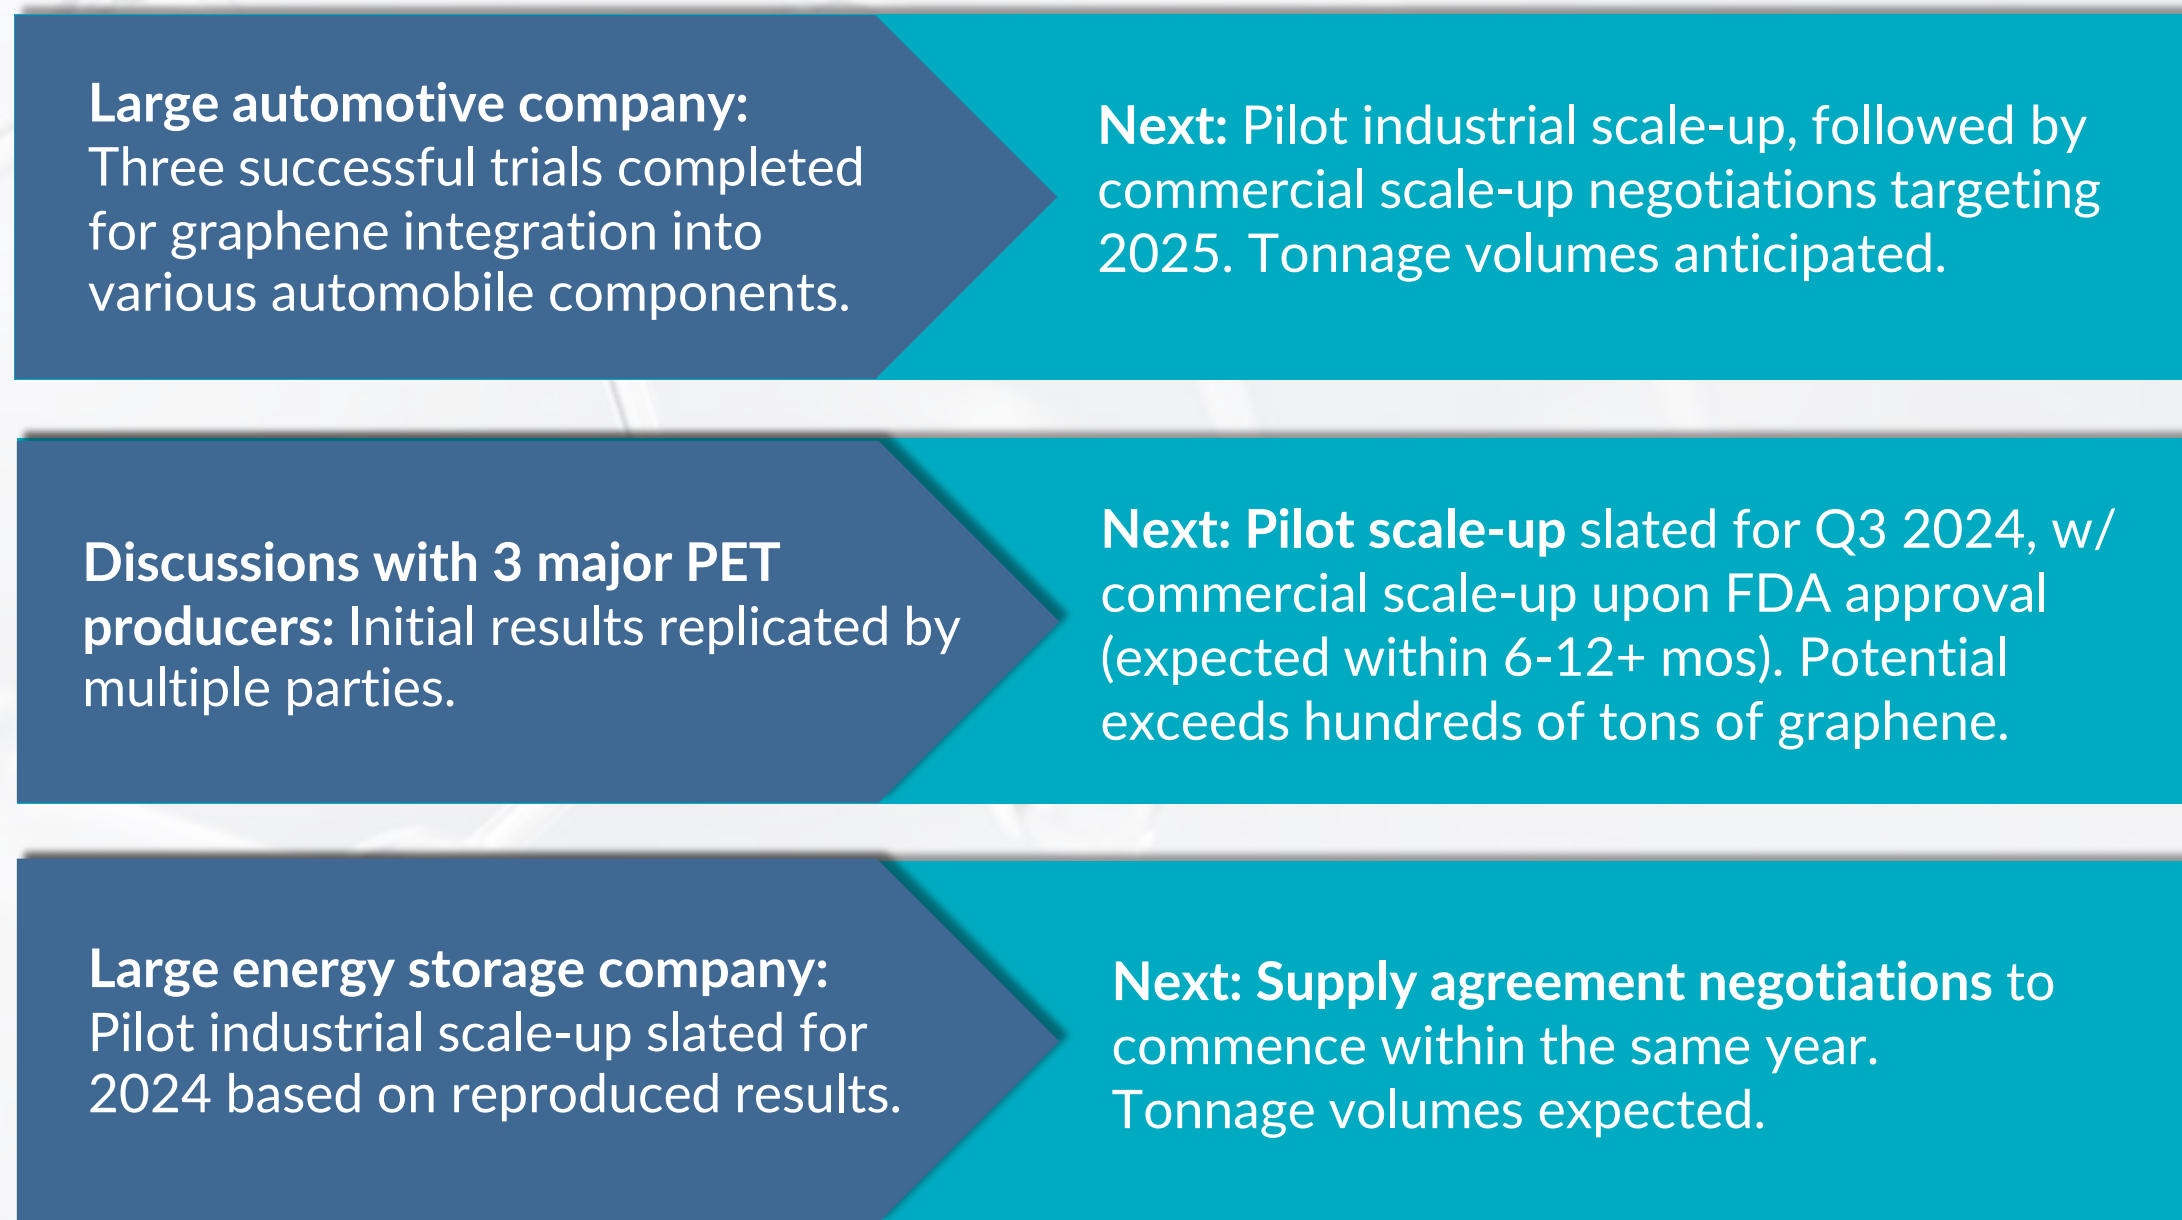 Large automotive company:
Three successful trials completed
for graphene integration into
various automobile components.
Next: Pilot industrial scale-up, followed by
commercial scale-up negotiations targeting
2025. Tonnage volumes anticipated.
Discussions with 3 major PET
producers: Initial results replicated by
multiple parties.
Next: Pilot scale-up slated for Q3 2024, w/
commercial scale-up upon FDA approval
(expected within 6-12+ mos). Potential
exceeds hundreds of tons of graphene.
Large energy storage company:
Pilot industrial scale-up slated for
2024 based on reproduced results.
Next: Supply agreement negotiations to
commence within the same year.
Tonnage volumes expected.